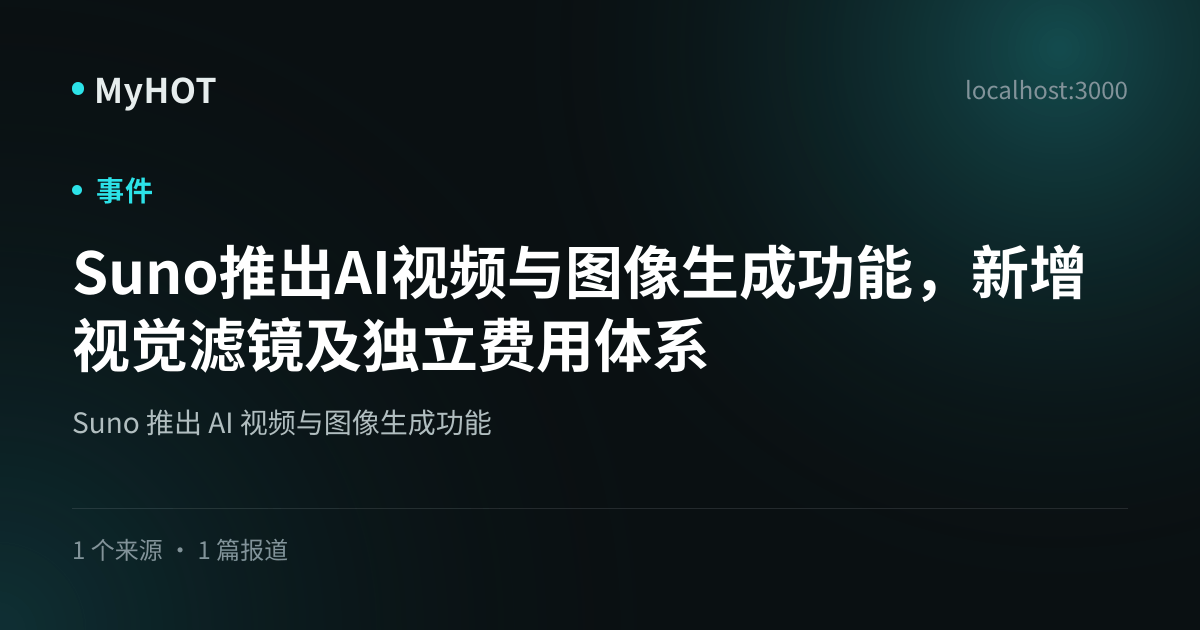 MyHOT
localhost:3000
事件
Suno推出AI视频与图像生成功能，新增
视觉滤镜及独立费用体系
Suno 推出 AI 视频与图像生成功能
1 个来源 · 1 篇报道